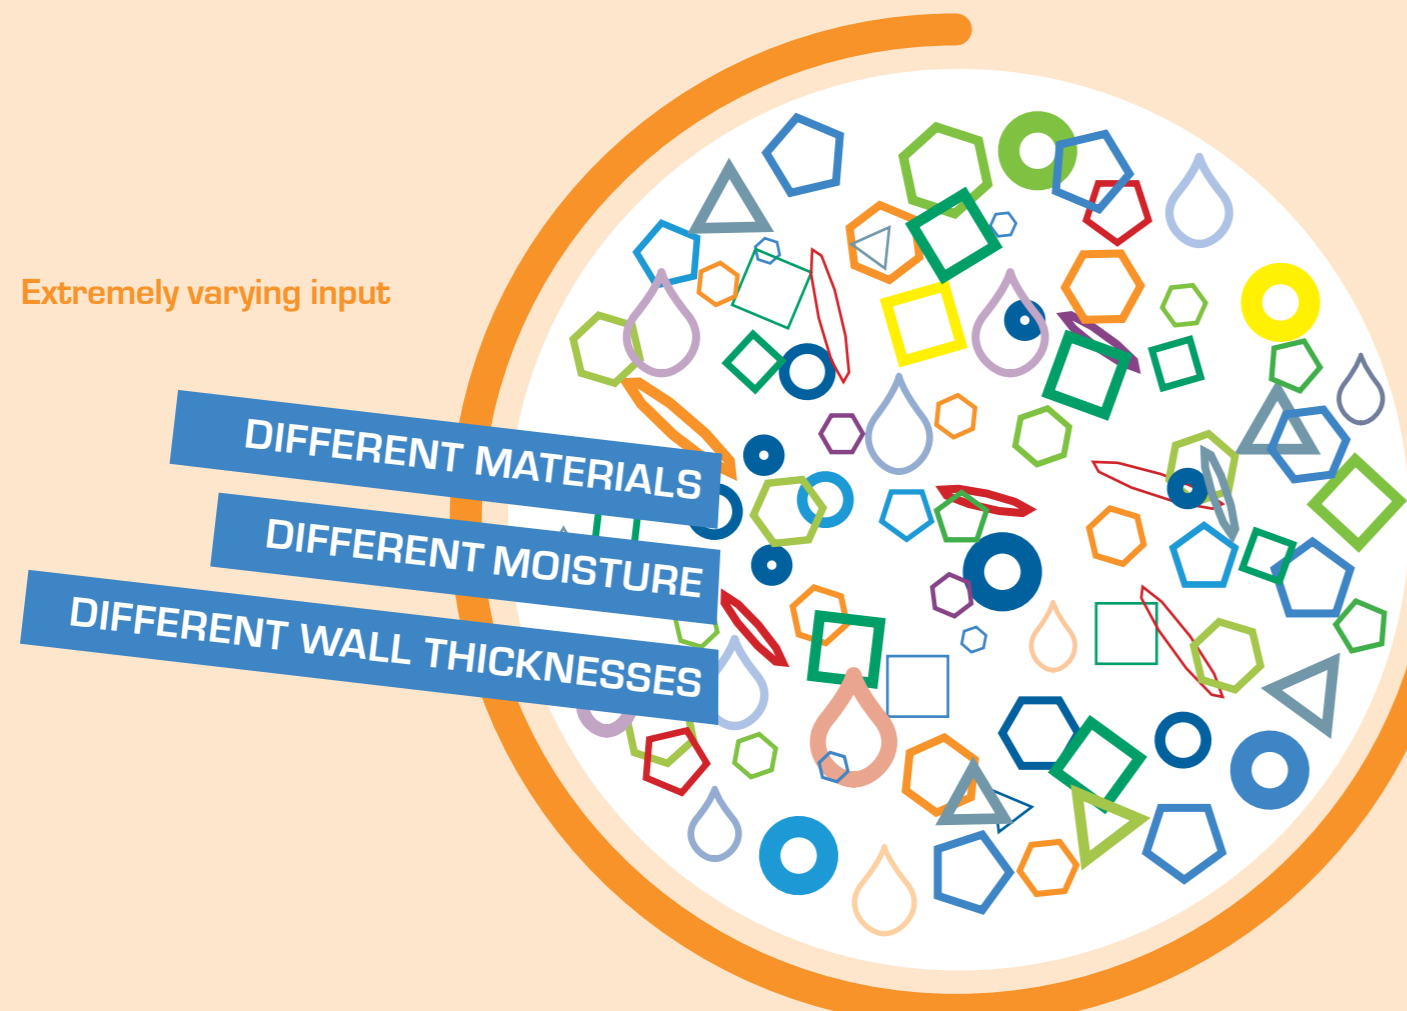 Extremely varying input
DIFFERENT MATERIALS
DIFFERENT MOISTURE
DIFFERENT WALL THICKNESSES